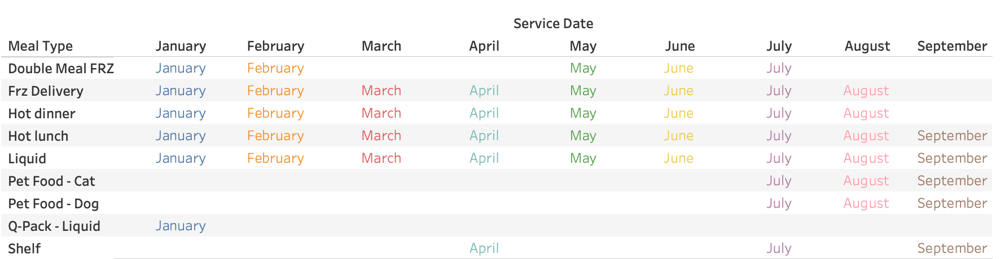 Service Date
Meal Type January February March April May June July August September
Double Meal FRZ January February May June July
Frz Delivery January February March April May June July August
Hot dinner January February March April May June July August
Hot lunch January February March April May June July August September
Liquid January February March April May June July August September
Pet Food - Cat July August September
Pet Food - Dog July August September
Q-Pack - Liquid January
Shelf April July September